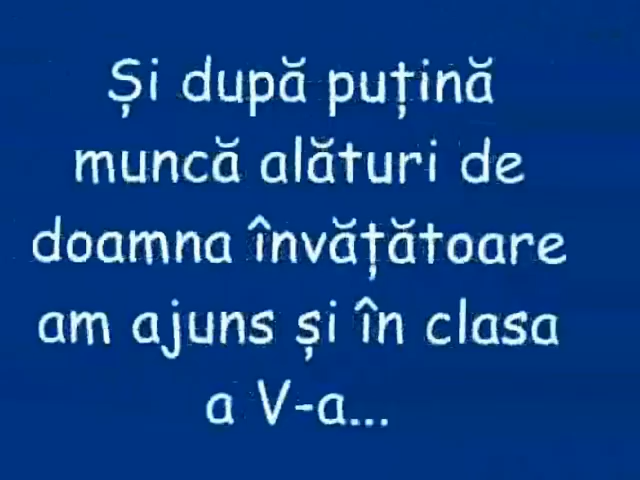 Și după puțină
muncă alături de
doamna învățătoare
am ajuns și în clasa
a V-a...